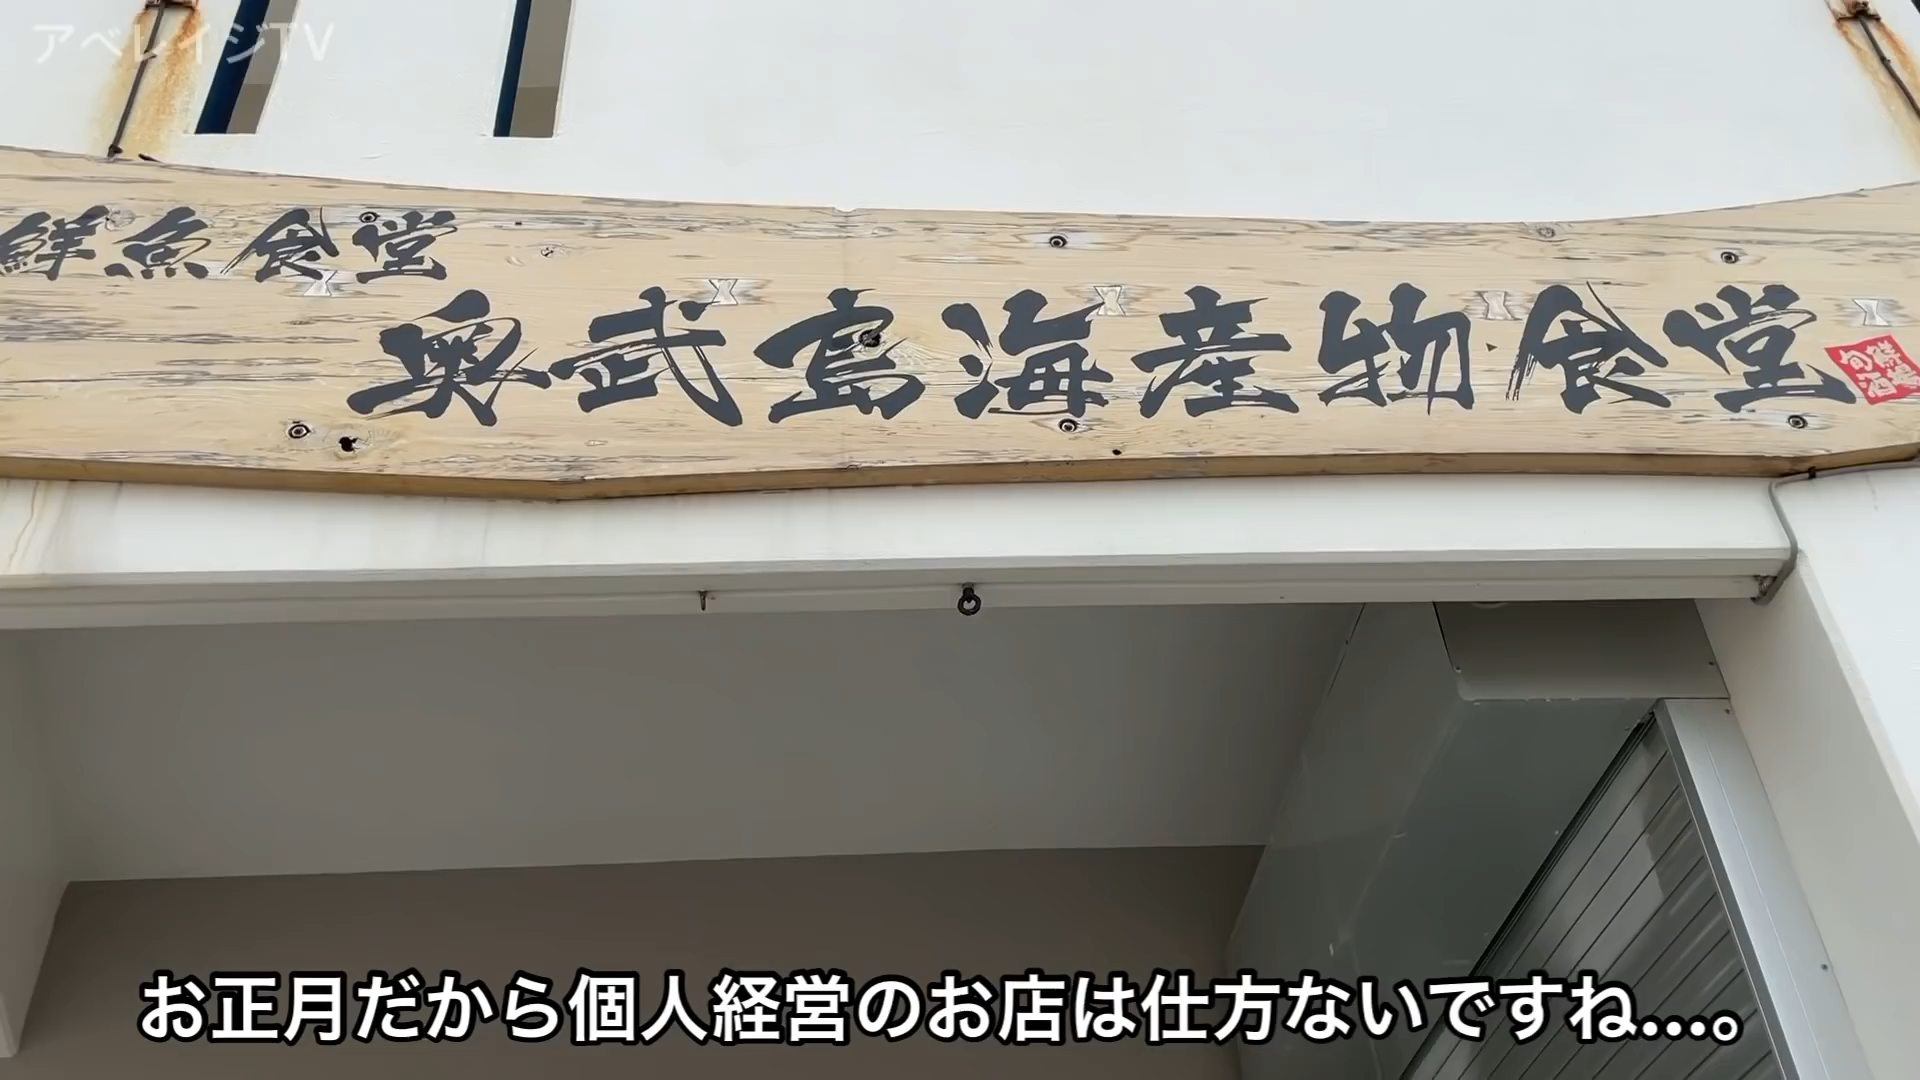 アベレイジTV
鮮魚食堂
奥武島海産物食堂
お正月だから個人経営のお店は仕方ないですね…。